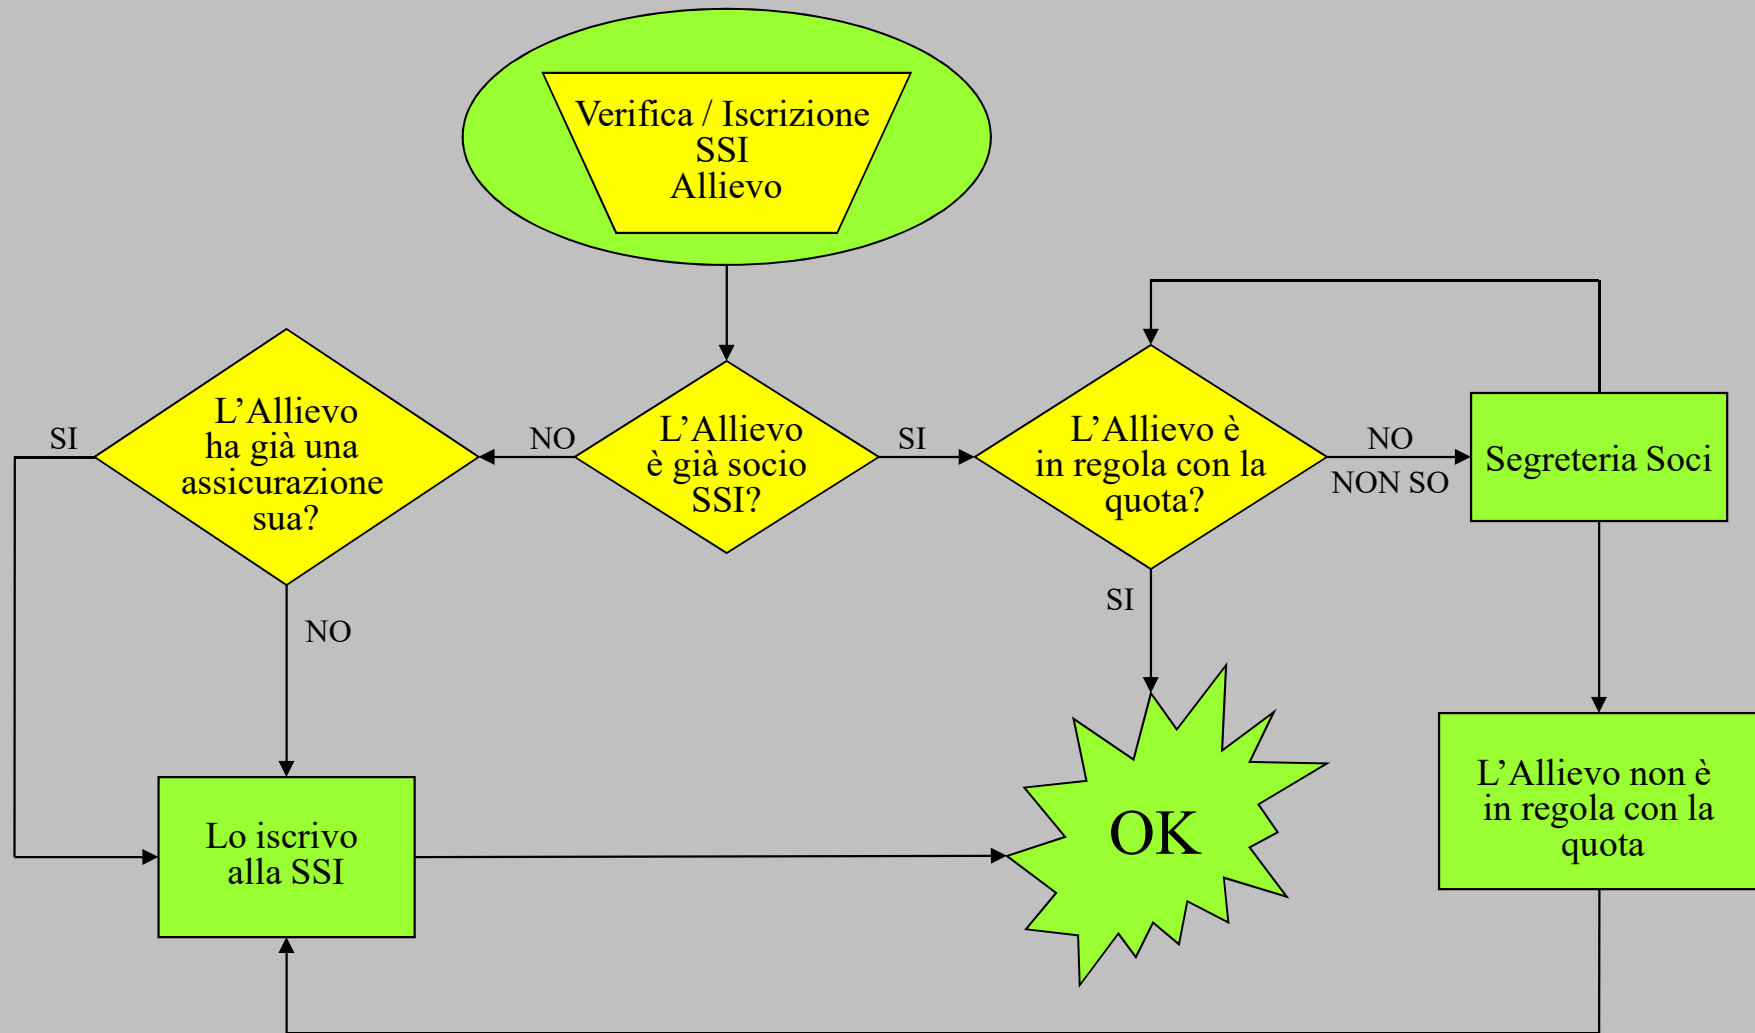 Verifica / Iscrizione
SSI
Allievo
L’Allievo
ha già una
assicurazione
sua?
SI
NO
L’Allievo
è già socio
SSI?
NO
SI
L’Allievo è
in regola con la
quota?
NO
NON SO
SI
Segreteria Soci
Lo iscrivo
alla SSI
OK
L’Allievo non è
in regola con la
quota